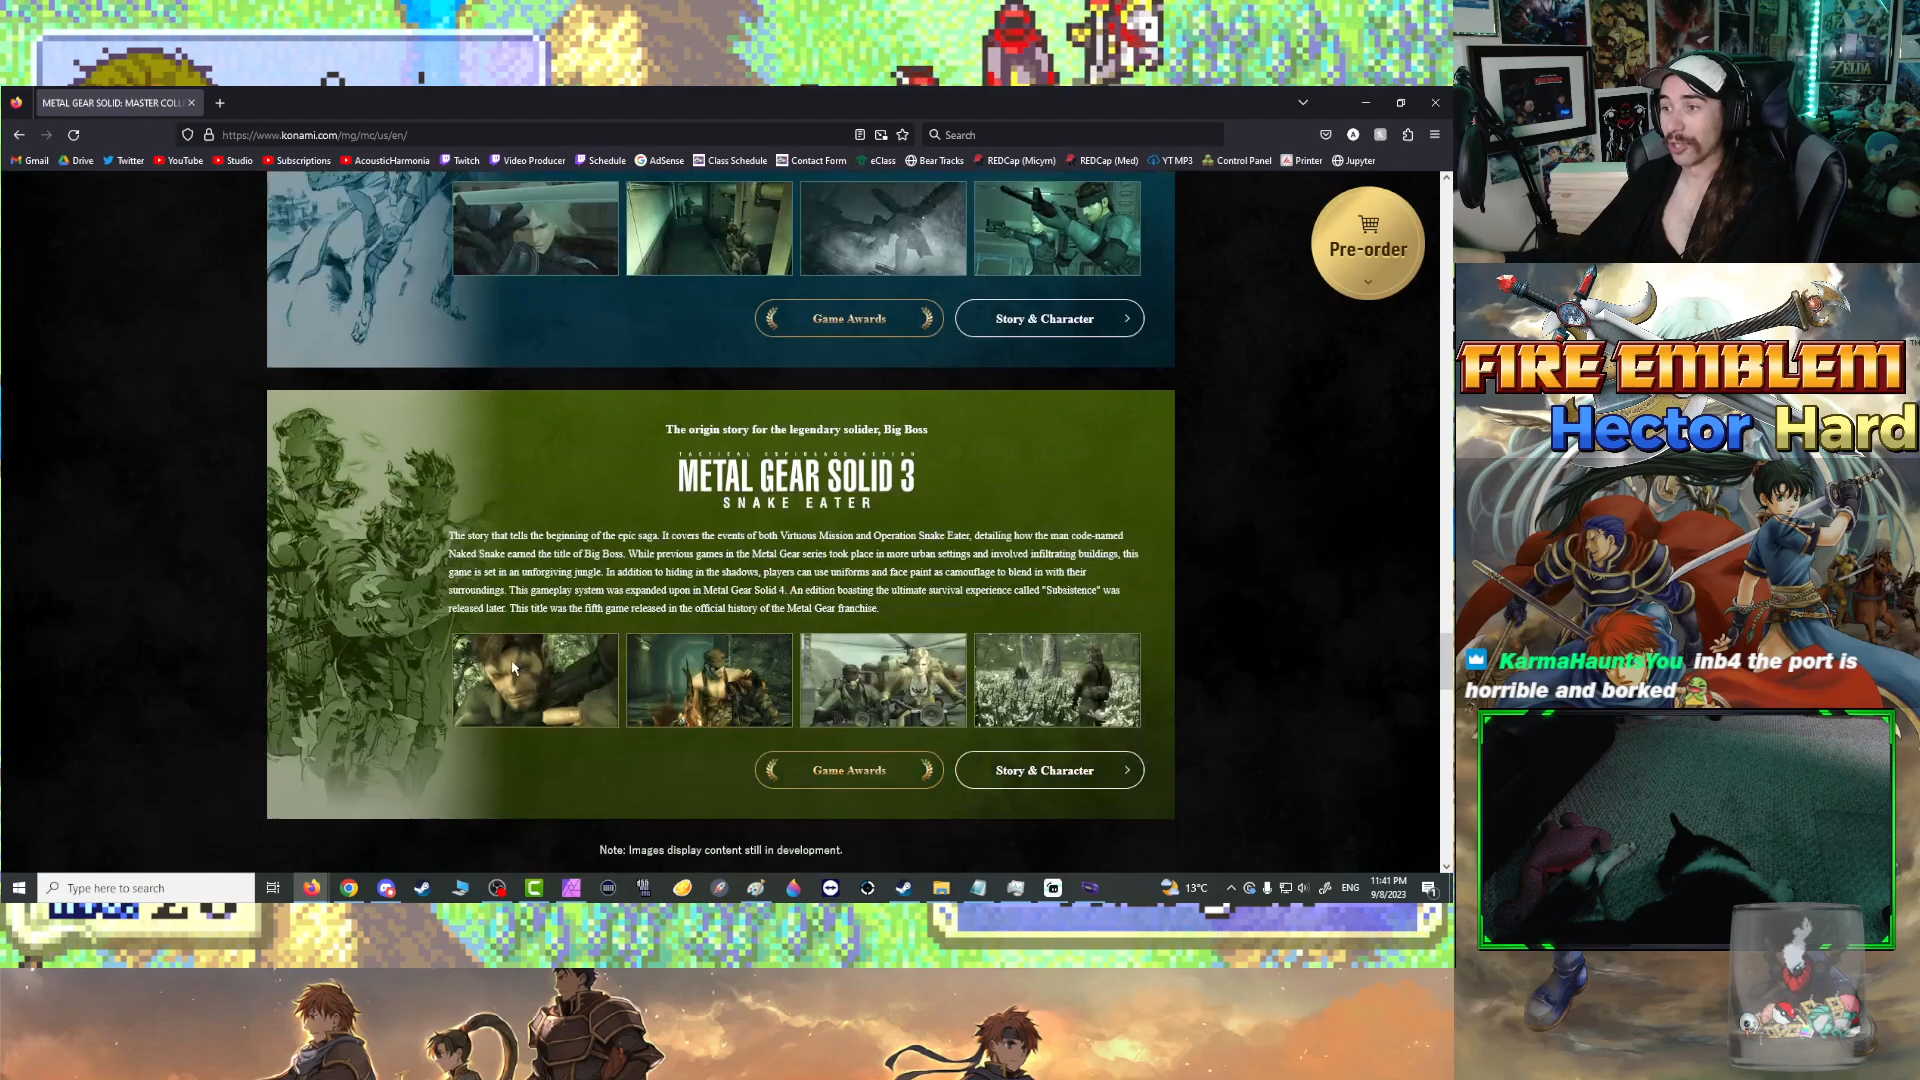 METAL GEAR SOLID: MASTER COLL
https://www.konami.com/mg/mc/us/en/
Search
Gmail
Drive
Twitter
YouTube
Studio
Subscriptions
AcousticHarmonia
Twitch
Video Producer
Schedule
AdSense
Class Schedule
Contact Form
eClass
Bear Tracks
REDCap (Micym)
REDCap (Med)
YT MP3
Control Panel
Printer
Jupyter
Pre-order
Game Awards
Story & Character
The origin story for the legendary solider, Big Boss
TACTICAL ESPIONAGE ACTION
METAL GEAR SOLID 3
SNAKE EATER
The story that tells the beginning of the epic saga. It covers the events of both Virtuous Mission and Operation Snake Eater, detailing how the man code-named
Naked Snake earned the title of Big Boss. While previous games in the Metal Gear series took place in more urban settings and involved infiltrating buildings, this
game is set in an unforgiving jungle. In addition to hiding in the shadows, players can use uniforms and face paint as camouflage to blend in with their
surroundings. This gameplay system was expanded upon in Metal Gear Solid 4. An edition boasting the ultimate survival experience called "Subsistence" was
released later. This title was the fifth game released in the official history of the Metal Gear franchise.
Game Awards
Story & Character
Note: Images display content still in development.
Type here to search
13°C
ENG
11:41 PM
9/8/2023
ZELDA
FIRE EMBLEM
TM
Hector Hard
KarmaHauntsYou inb4 the port is
horrible and borked